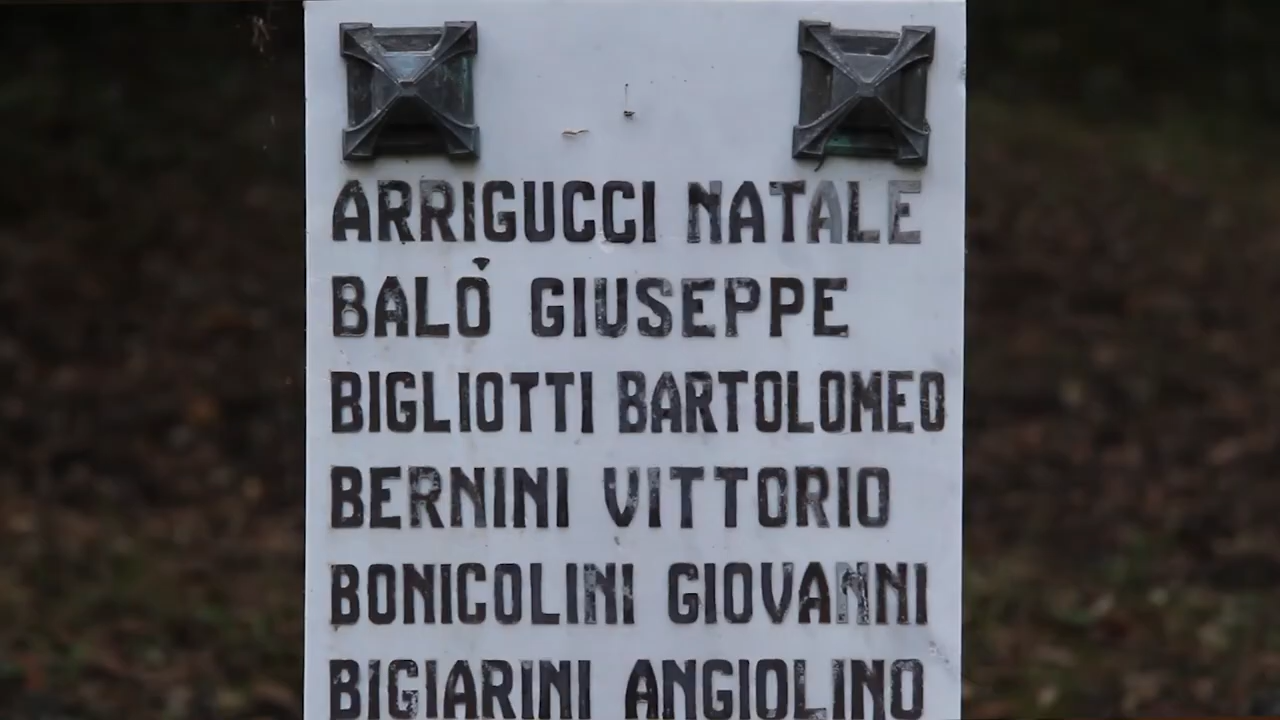 ARRIGUCCI NATALE
BALÒ GIUSEPPE
BIGLIOTTI BARTOLOMEO
BERNINI VITTORIO
BONICOLINI GIOVANNI
BIGIARINI ANGIOLINO